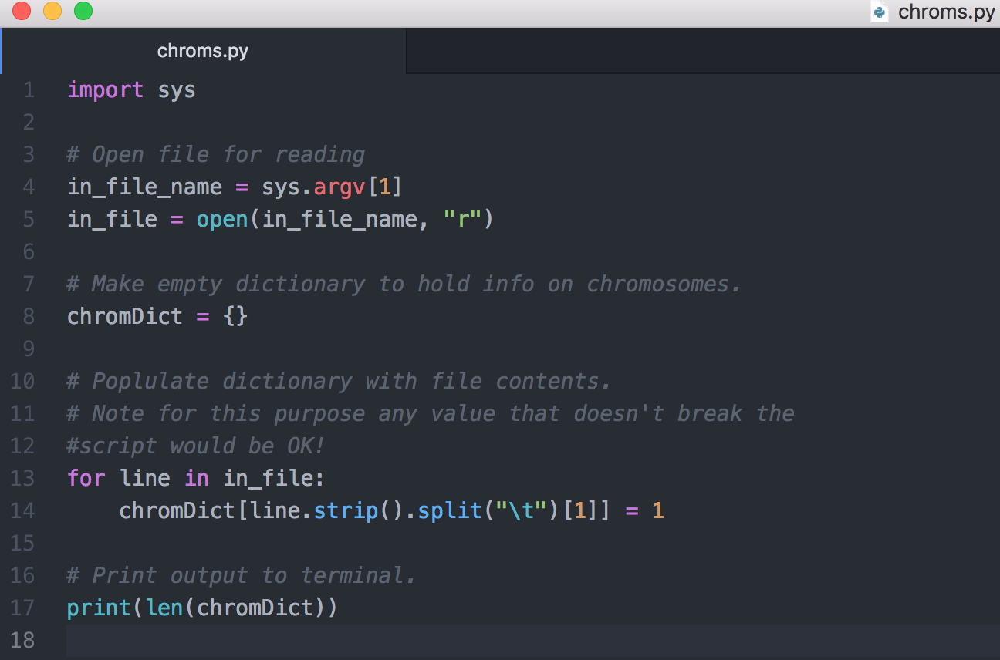 chroms.py
chroms.py
1 import sys
2
3 # Open file for reading
4 in_file_name = sys.argv[1]
5 in_file = open(in_file_name, "r")
6
7 # Make empty dictionary to hold info on chromosomes.
8 chromDict = {}
9
10 # Poplulate dictionary with file contents.
11 # Note for this purpose any value that doesn't break the
12 #script would be OK!
13 for line in in_file:
14     chromDict[line.strip().split("\t")[1]] = 1
15
16 # Print output to terminal.
17 print(len(chromDict))
18